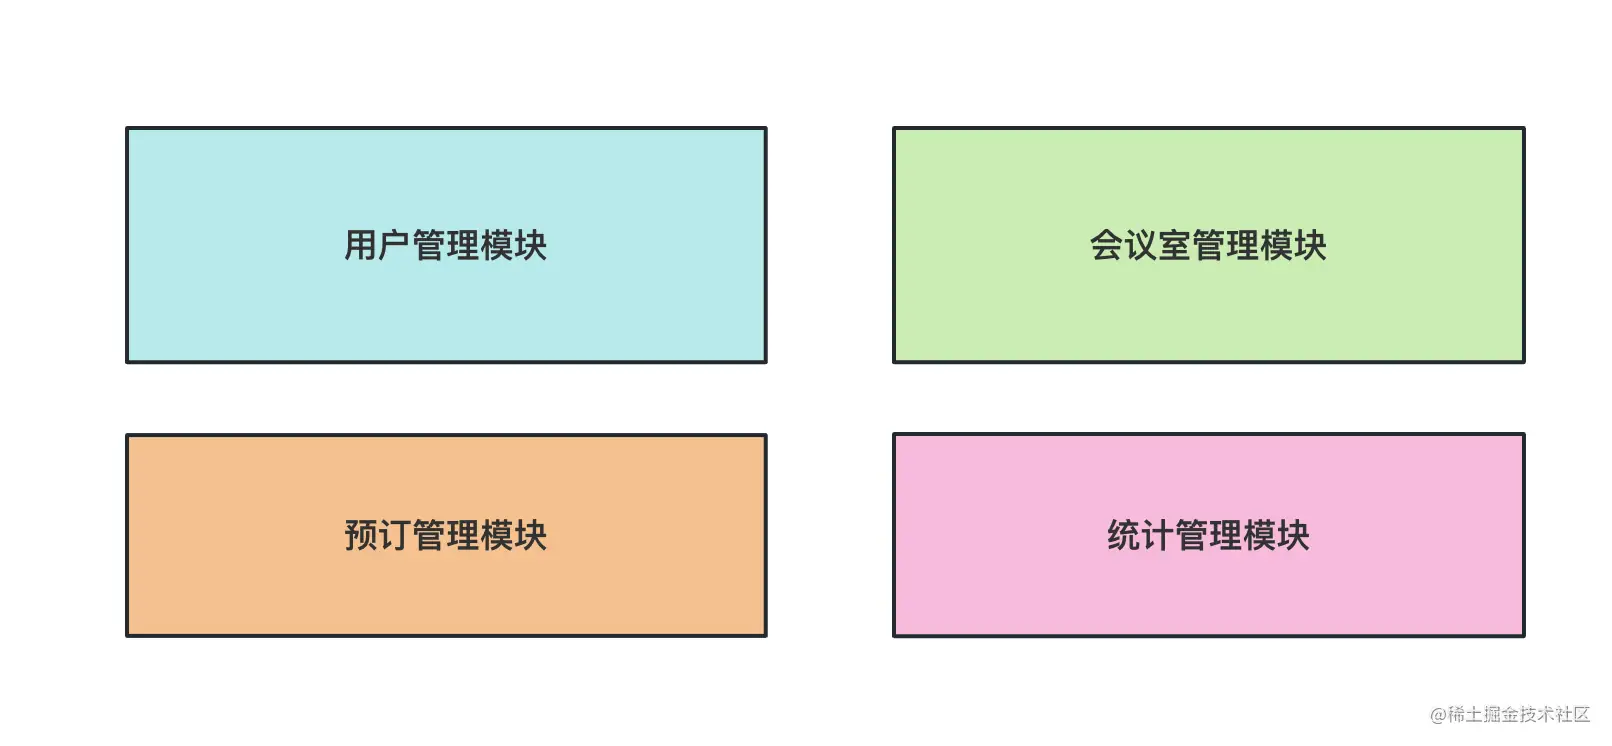 用户管理模块
会议室管理模块
预订管理模块
统计管理模块
@稀土掘金技术社区